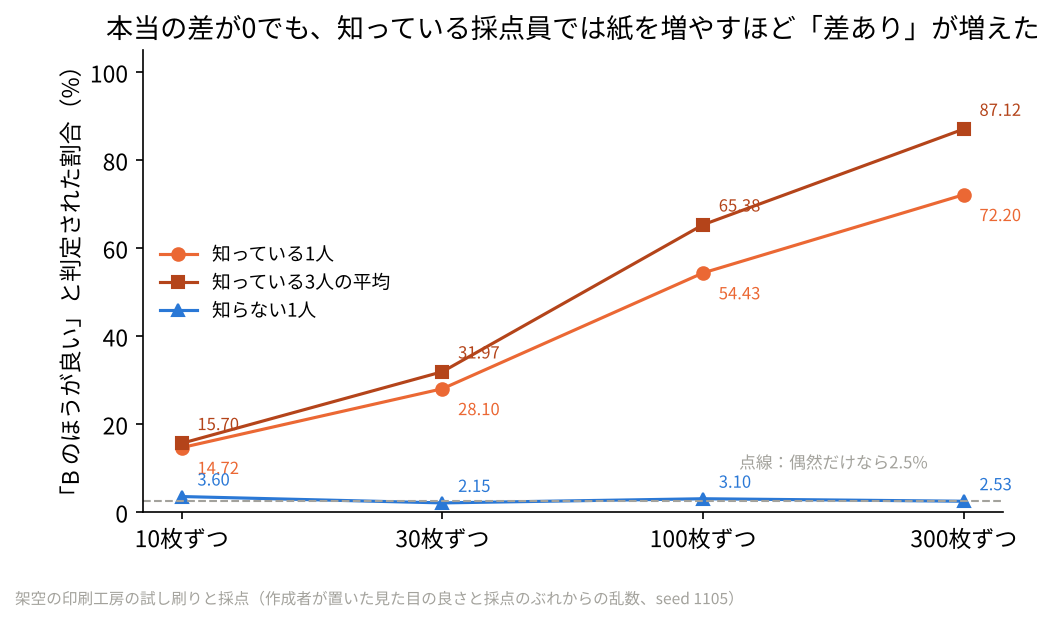 本当の差が0でも、知っている採点員では紙を増やすほど「差あり」が増えた
「Bのほうが良い」と判定された割合（%）
100
80
60
40
20
0
87.12
65.38
72.20
知っている1人
知っている3人の平均
知らない1人
54.43
31.97
28.10
15.70
14.72
点線：偶然だけなら2.5%
3.60
2.15
3.10
2.53
10枚ずつ
30枚ずつ
100枚ずつ
300枚ずつ
架空の印刷工房の試し刷りと採点（作成者が置いた見た目の良さと採点のぶれからの乱数、seed 1105）